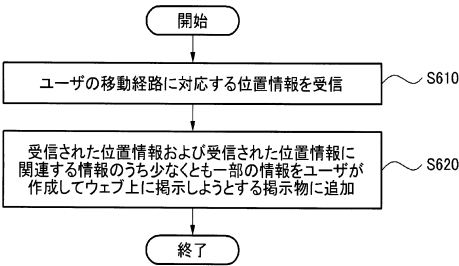 開始
ユーザの移動経路に対応する位置情報を受信
S610
受信された位置情報および受信された位置情報に
関連する情報のうち少なくとも一部の情報をユーザが
作成してウェブ上に掲示しようとする掲示物に追加
S620
終了